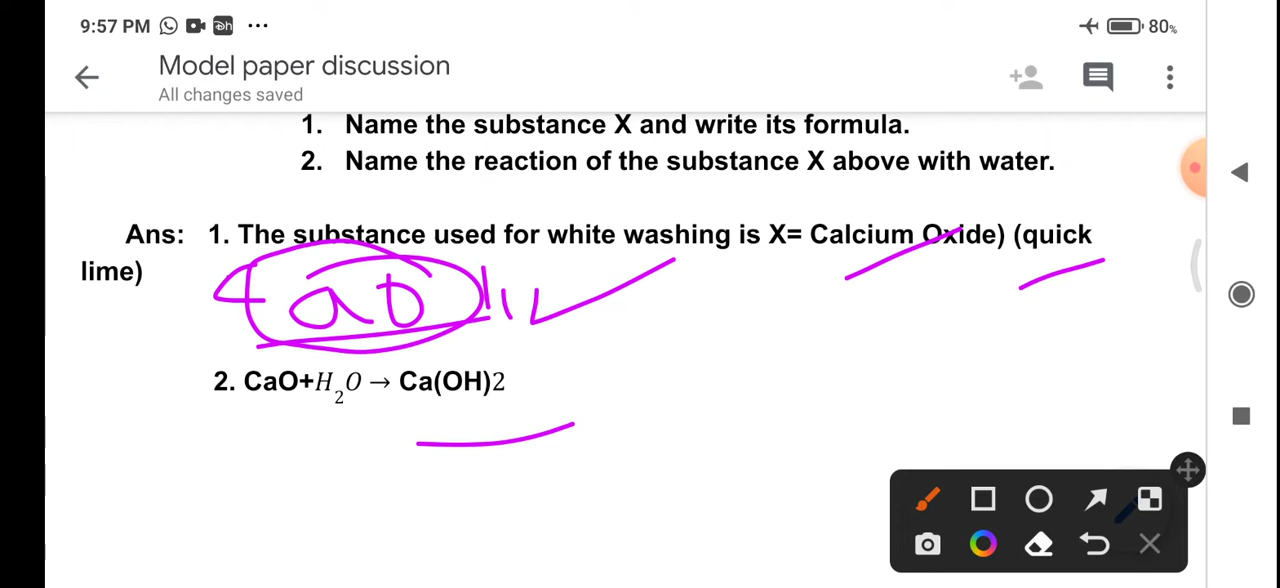 9:57 PM Dh ... 80%
Model paper discussion
All changes saved
1. Name the substance X and write its formula.
2. Name the reaction of the substance X above with water.
Ans: 1. The substance used for white washing is X= Calcium Oxide) (quick
lime)
2. CaO+H₂O → Ca(OH)2